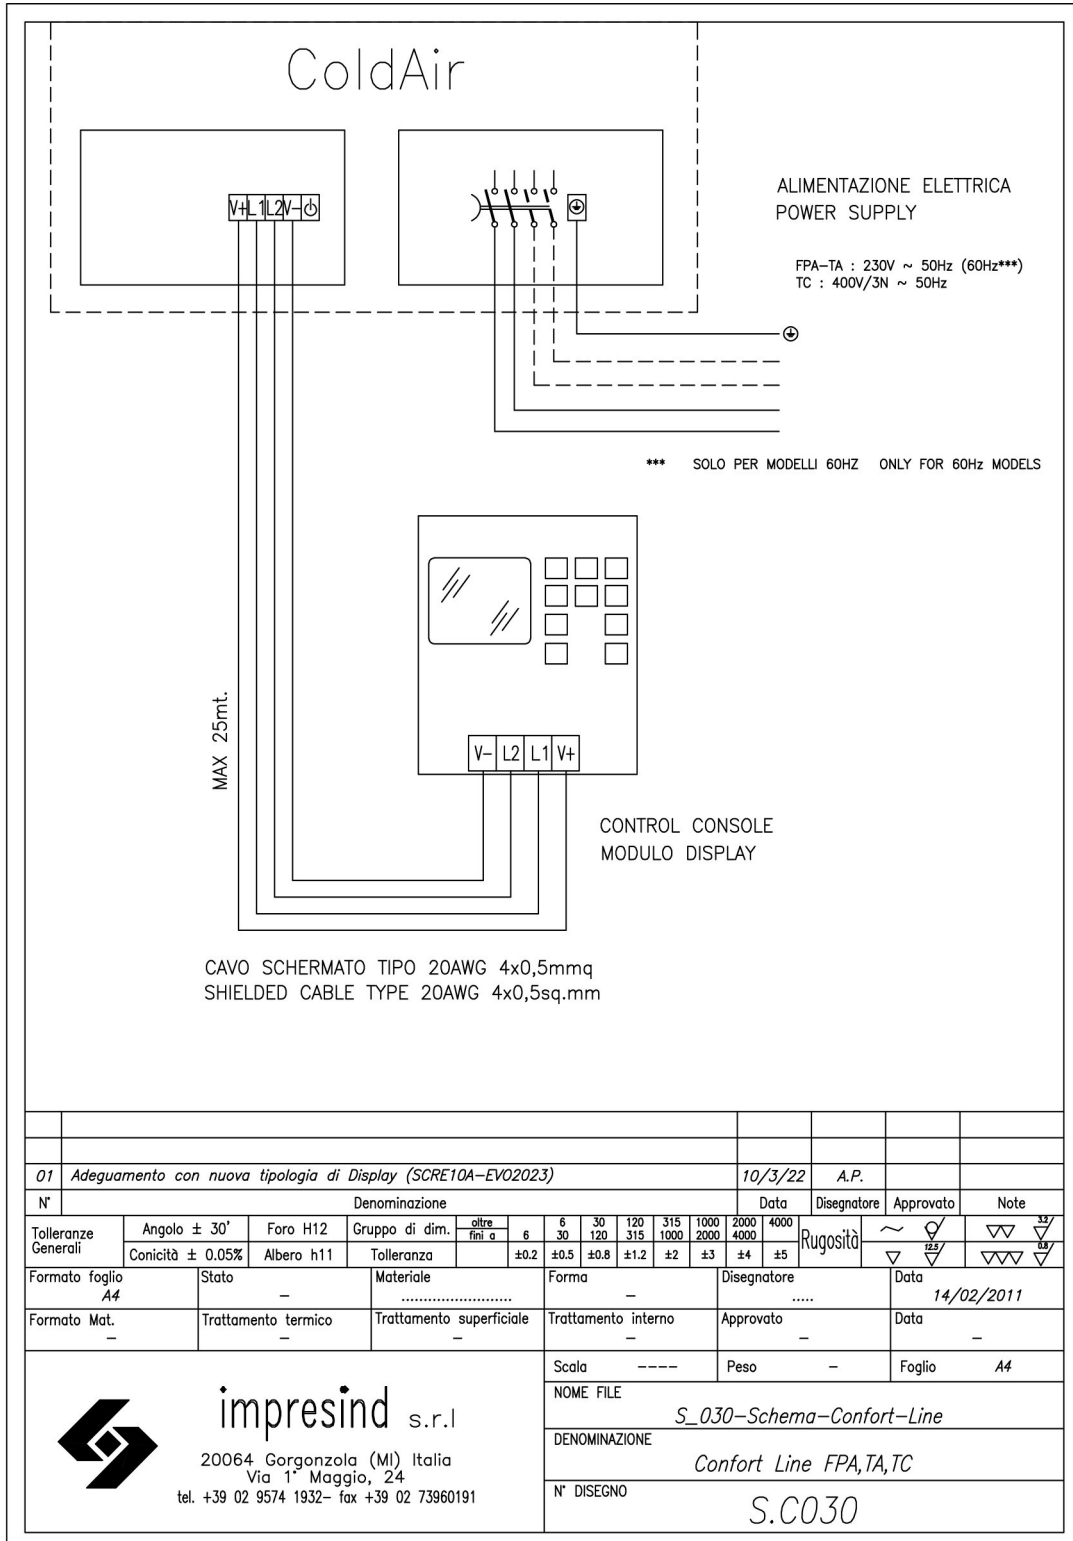 ColdAir
V+ L1 L2 V-
ALIMENTAZIONE ELETTRICA
POWER SUPPLY
FPA-TA : 230V ~ 50Hz (60Hz***)
TC : 400V/3N ~ 50Hz
*** SOLO PER MODELLI 60HZ ONLY FOR 60Hz MODELS
MAX 25mt.
V- L2 L1 V+
CONTROL CONSOLE
MODULO DISPLAY
CAVO SCHERMATO TIPO 20AWG 4x0,5mmq
SHIELDED CABLE TYPE 20AWG 4x0,5sq.mm
01 Adeguamento con nuova tipologia di Display (SCRE10A-EVO2023) 10/3/22 A.P.
N° Denominazione Data Disegnatore Approvato Note
Tolleranze Generali
Angolo ± 30' Foro H12 Gruppo di dim. oltre 6 30 120 315 1000 2000 4000
fini a 6 30 120 315 1000 2000 4000
Conicità ± 0.05% Albero h11 Tolleranza ±0.2 ±0.5 ±0.8 ±1.2 ±2 ±3 ±4 ±5
Rugosità ~ 3.2
12.5 0.8
Formato foglio Stato Materiale Forma Disegnatore Data
A4 – ........................ – ..... 14/02/2011
Formato Mat. Trattamento termico Trattamento superficiale Trattamento interno Approvato Data
– – – – – –
Scala ---- Peso – Foglio A4
impresind s.r.l
20064 Gorgonzola (MI) Italia
Via 1° Maggio, 24
tel. +39 02 9574 1932- fax +39 02 73960191
NOME FILE
S_030-Schema-Confort-Line
DENOMINAZIONE
Confort Line FPA,TA,TC
N° DISEGNO
S.C030